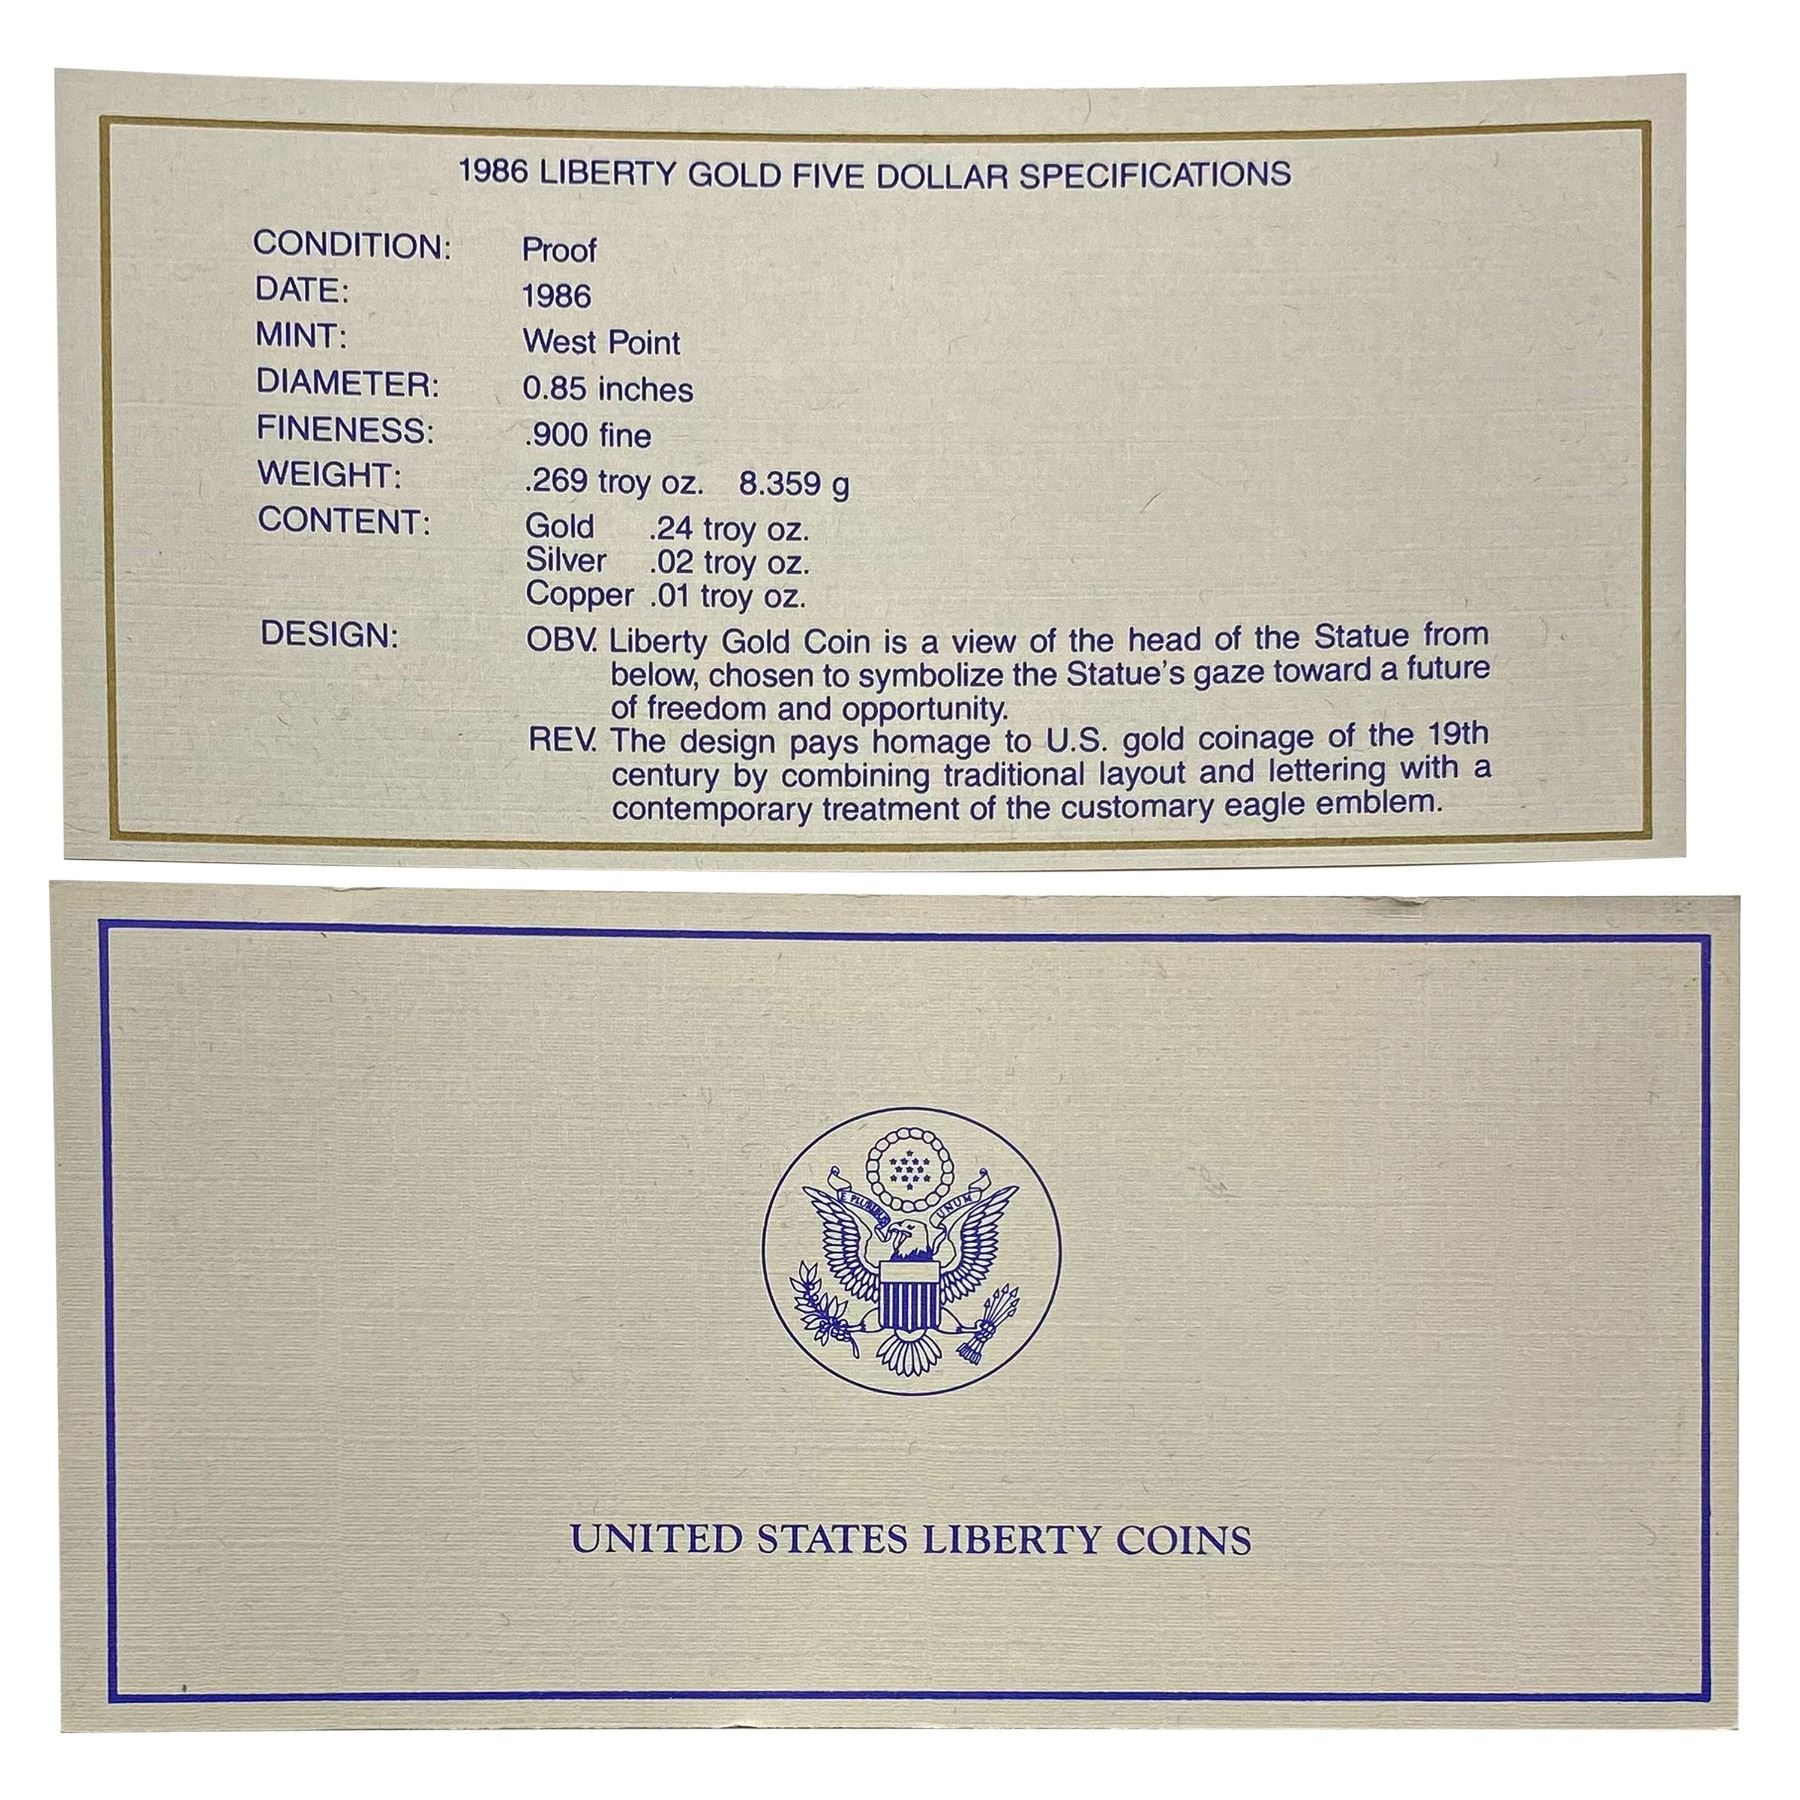 1986 LIBERTY GOLD FIVE DOLLAR SPECIFICATIONS
CONDITION: Proof
DATE: 1986
MINT: West Point
DIAMETER: 0.85 inches
FINENESS: .900 fine
WEIGHT: .269 troy oz. 8.359 g
CONTENT: Gold .24 troy oz.
Silver .02 troy oz.
Copper .01 troy oz.
DESIGN: OBV. Liberty Gold Coin is a view of the head of the Statue from
below, chosen to symbolize the Statue's gaze toward a future
of freedom and opportunity.
REV. The design pays homage to U.S. gold coinage of the 19th
century by combining traditional layout and lettering with a
contemporary treatment of the customary eagle emblem.
E PLURIBUS UNUM
UNITED STATES LIBERTY COINS